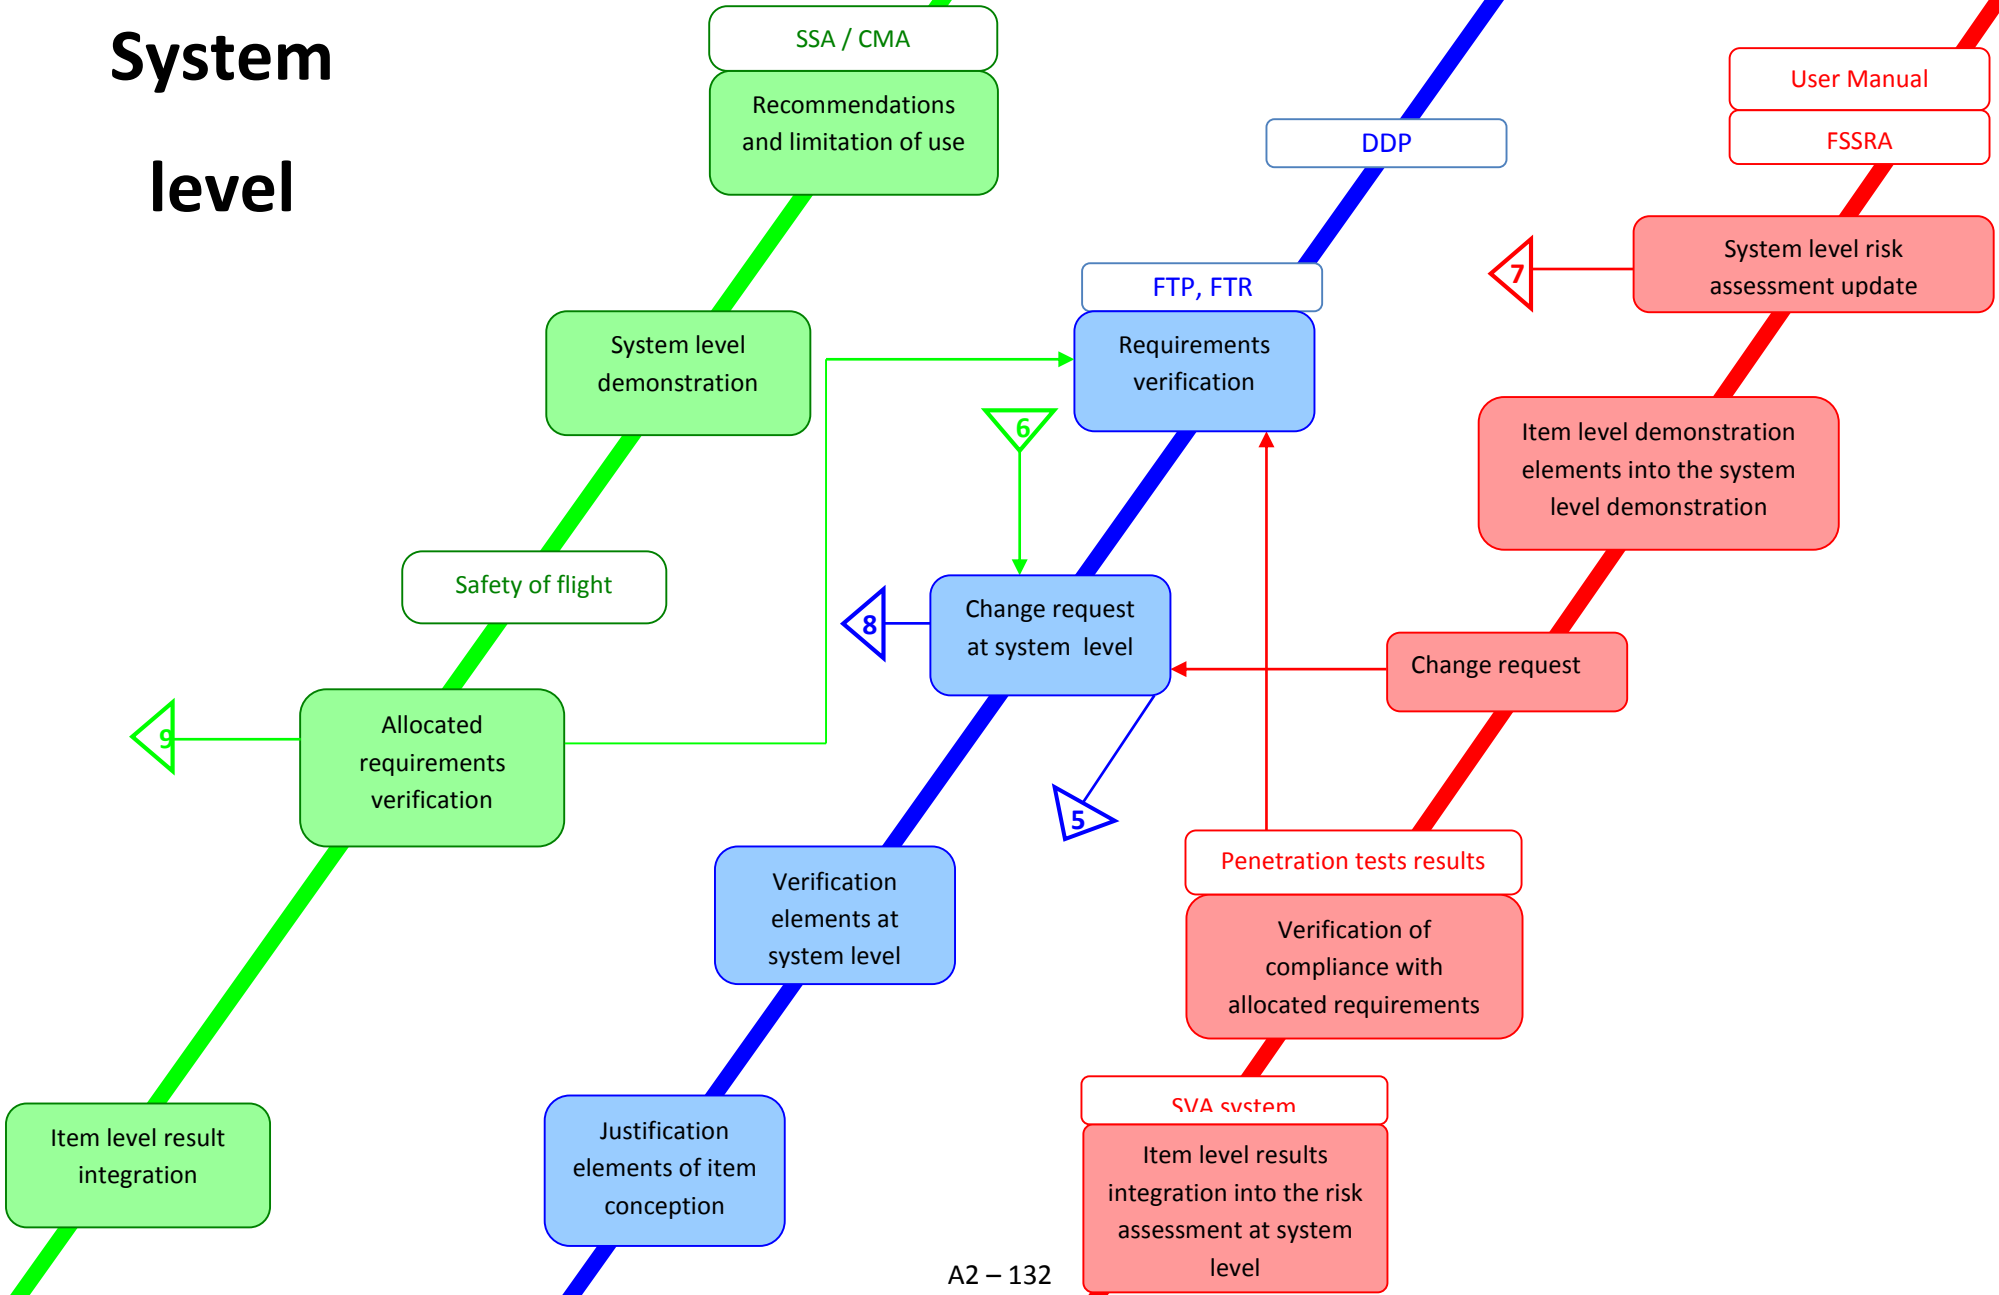 System
level
SSA / CMA
Recommendations
and limitation of use
User Manual
FSSRA
DDP
System level risk
assessment update
7
FTP, FTR
Requirements
verification
System level
demonstration
6
Item level demonstration
elements into the system
level demonstration
Safety of flight
8
Change request
at system  level
Change request
9
Allocated
requirements
verification
5
Penetration tests results
Verification
elements at
system level
Verification of
compliance with
allocated requirements
SVA system
Item level result
integration
Justification
elements of item
conception
Item level results
integration into the risk
assessment at system
level
A2 – 132